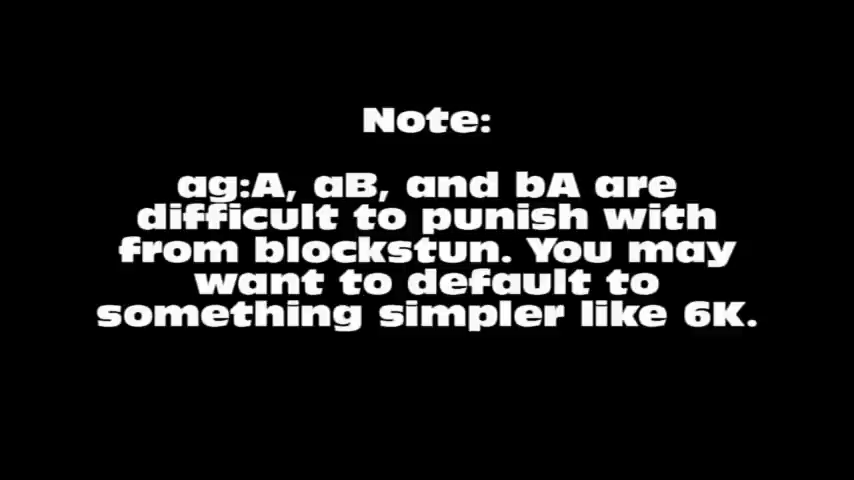 Note:
ag:A, aB, and bA are
difficult to punish with
from blockstun. You may
want to default to
something simpler like 6K.